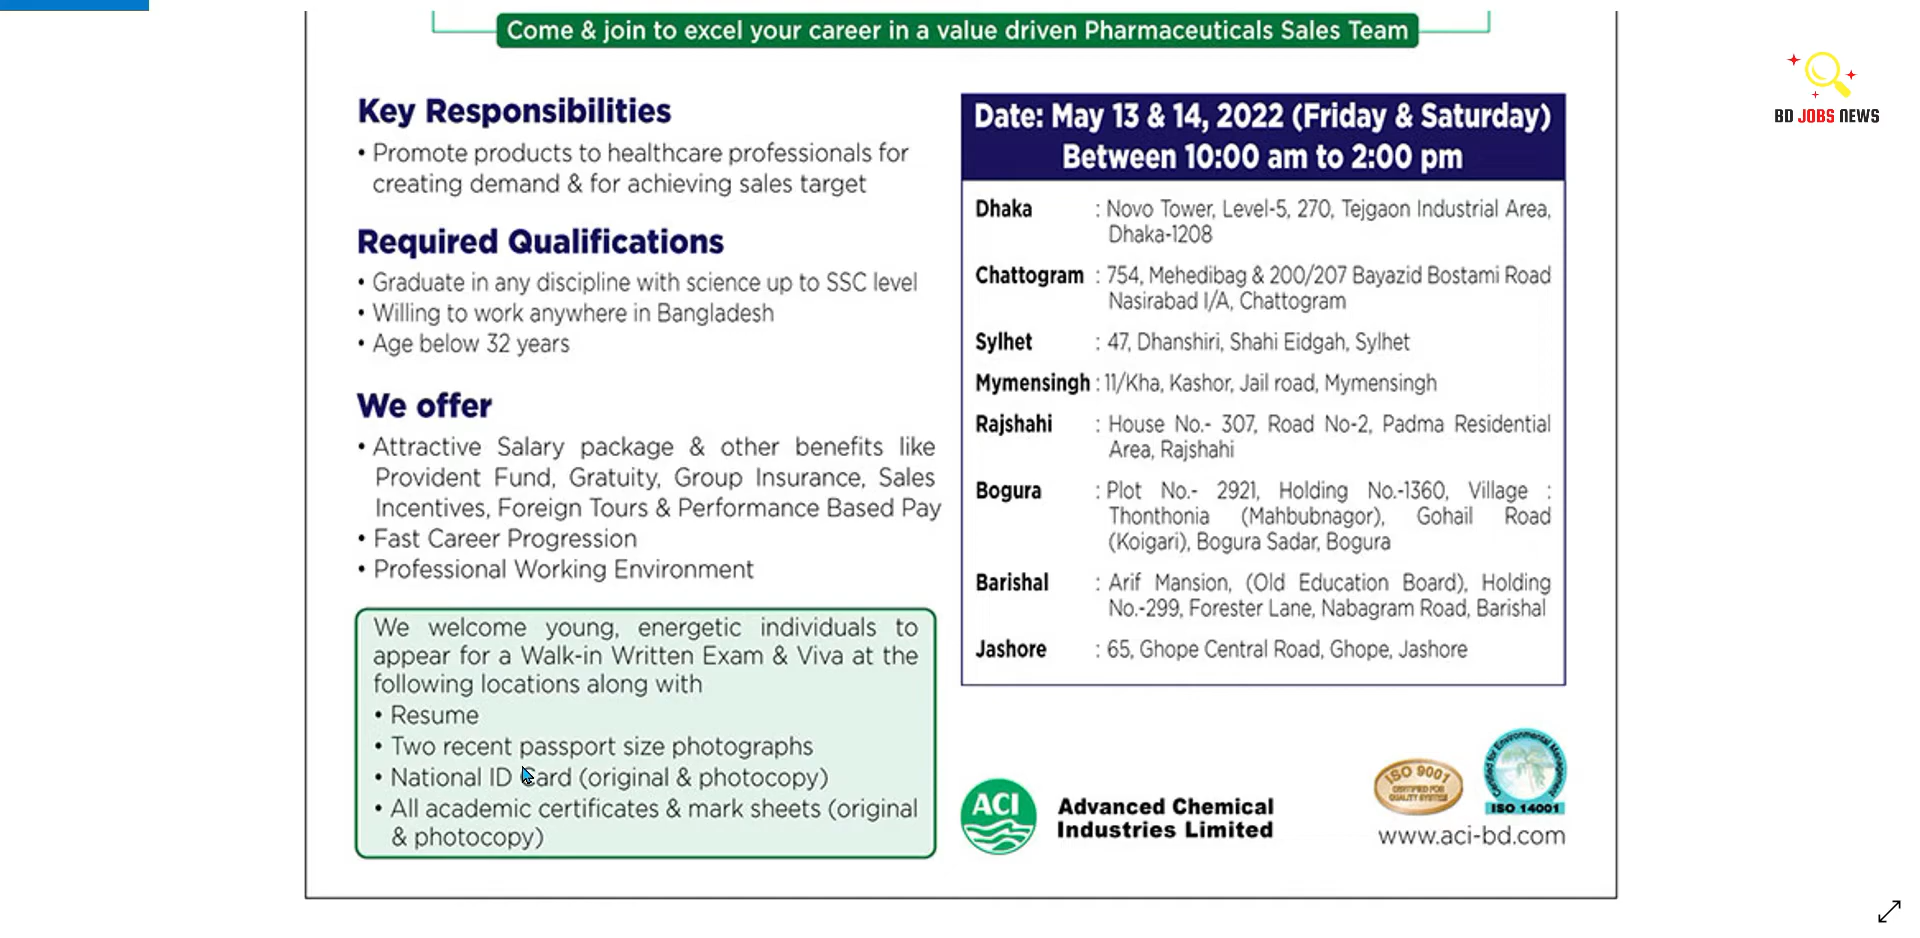 Come & join to excel your career in a value driven Pharmaceuticals Sales Team
BD JOBS NEWS
Key Responsibilities
• Promote products to healthcare professionals for
creating demand & for achieving sales target
Required Qualifications
• Graduate in any discipline with science up to SSC level
• Willing to work anywhere in Bangladesh
• Age below 32 years
We offer
• Attractive Salary package & other benefits like
Provident Fund, Gratuity, Group Insurance, Sales
Incentives, Foreign Tours & Performance Based Pay
• Fast Career Progression
• Professional Working Environment
We welcome young, energetic individuals to
appear for a Walk-in Written Exam & Viva at the
following locations along with
• Resume
• Two recent passport size photographs
• National ID Card (original & photocopy)
• All academic certificates & mark sheets (original
& photocopy)
Date: May 13 & 14, 2022 (Friday & Saturday)
Between 10:00 am to 2:00 pm
Dhaka : Novo Tower, Level-5, 270, Tejgaon Industrial Area,
Dhaka-1208
Chattogram : 754, Mehedibag & 200/207 Bayazid Bostami Road
Nasirabad I/A, Chattogram
Sylhet : 47, Dhanshiri, Shahi Eidgah, Sylhet
Mymensingh : 11/Kha, Kashor, Jail road, Mymensingh
Rajshahi : House No.- 307, Road No-2, Padma Residential
Area, Rajshahi
Bogura : Plot No.- 2921, Holding No.-1360, Village :
Thonthonia (Mahbubnagor), Gohail Road
(Koigari), Bogura Sadar, Bogura
Barishal : Arif Mansion, (Old Education Board), Holding
No.-299, Forester Lane, Nabagram Road, Barishal
Jashore : 65, Ghope Central Road, Ghope, Jashore
ACI
Advanced Chemical
Industries Limited
ISO 9001
CERTIFIED FOR
QUALITY SYSTEM
Certified for Environmental Management
ISO 14001
www.aci-bd.com